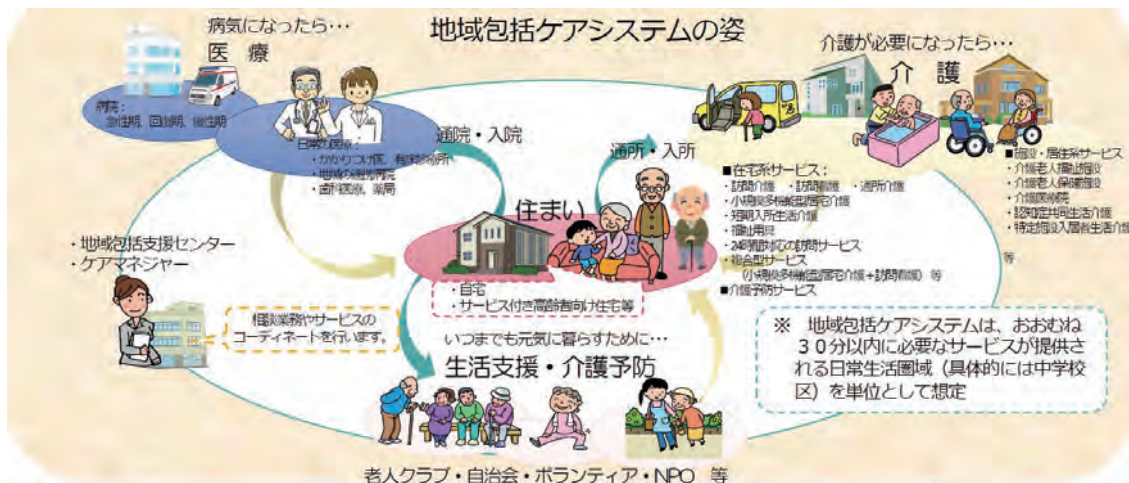 地域包括ケアシステムの姿
病気になったら･･･
医 療
病院：
急性期、回復期、慢性期
日常の医療：
・かかりつけ医、有床診療所
・地域の連携病院
・歯科医療、薬局
通院・入院
介護が必要になったら･･･
介 護
通所・入所
■在宅系サービス：
・訪問介護 ・訪問看護 ・通所介護
・小規模多機能型居宅介護
・短期入所生活介護
・福祉用具
・24時間対応の訪問サービス
・複合型サービス
（小規模多機能型居宅介護＋訪問看護） 等
■介護予防サービス
■施設・居住系サービス
・介護老人福祉施設
・介護老人保健施設
・介護医療院
・認知症共同生活介護
・特定施設入居者生活介護
等
住まい
・自宅
・サービス付き高齢者向け住宅等
・地域包括支援センター
・ケアマネジャー
相談業務やサービスの
コーディネートを行います。
いつまでも元気に暮らすために･･･
生活支援・介護予防
老人クラブ・自治会・ボランティア・NPO 等
※ 地域包括ケアシステムは、おおむね
３０分以内に必要なサービスが提供さ
れる日常生活圏域（具体的には中学校
区）を単位として想定